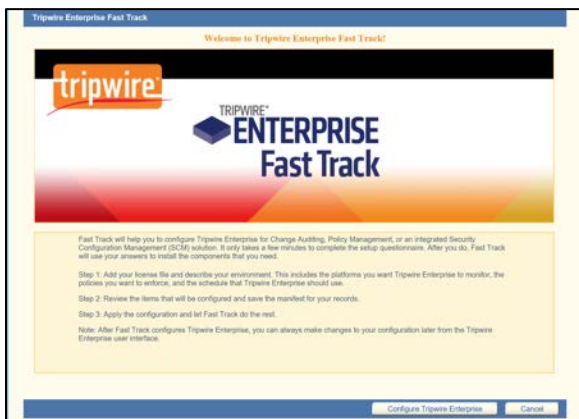 Tripwire Enterprise Fast Track
Welcome to Tripwire Enterprise Fast Track!
tripwire
TRIPWIRE®
ENTERPRISE
Fast Track
Fast Track will help you to configure Tripwire Enterprise for Change Auditing, Policy Management, or an integrated Security
Configuration Management (SCM) solution. It only takes a few minutes to complete the setup questionnaire. After you do, Fast Track
will use your answers to install the components that you need.
Step 1: Add your license file and describe your environment. This includes the platforms you want Tripwire Enterprise to monitor, the
policies you want to enforce, and the schedule that Tripwire Enterprise should use.
Step 2: Review the items that will be configured and save the manifest for your records.
Step 3: Apply the configuration and let Fast Track do the rest.
Note: After Fast Track configures Tripwire Enterprise, you can always make changes to your configuration later from the Tripwire
Enterprise user interface.
Configure Tripwire Enterprise
Cancel